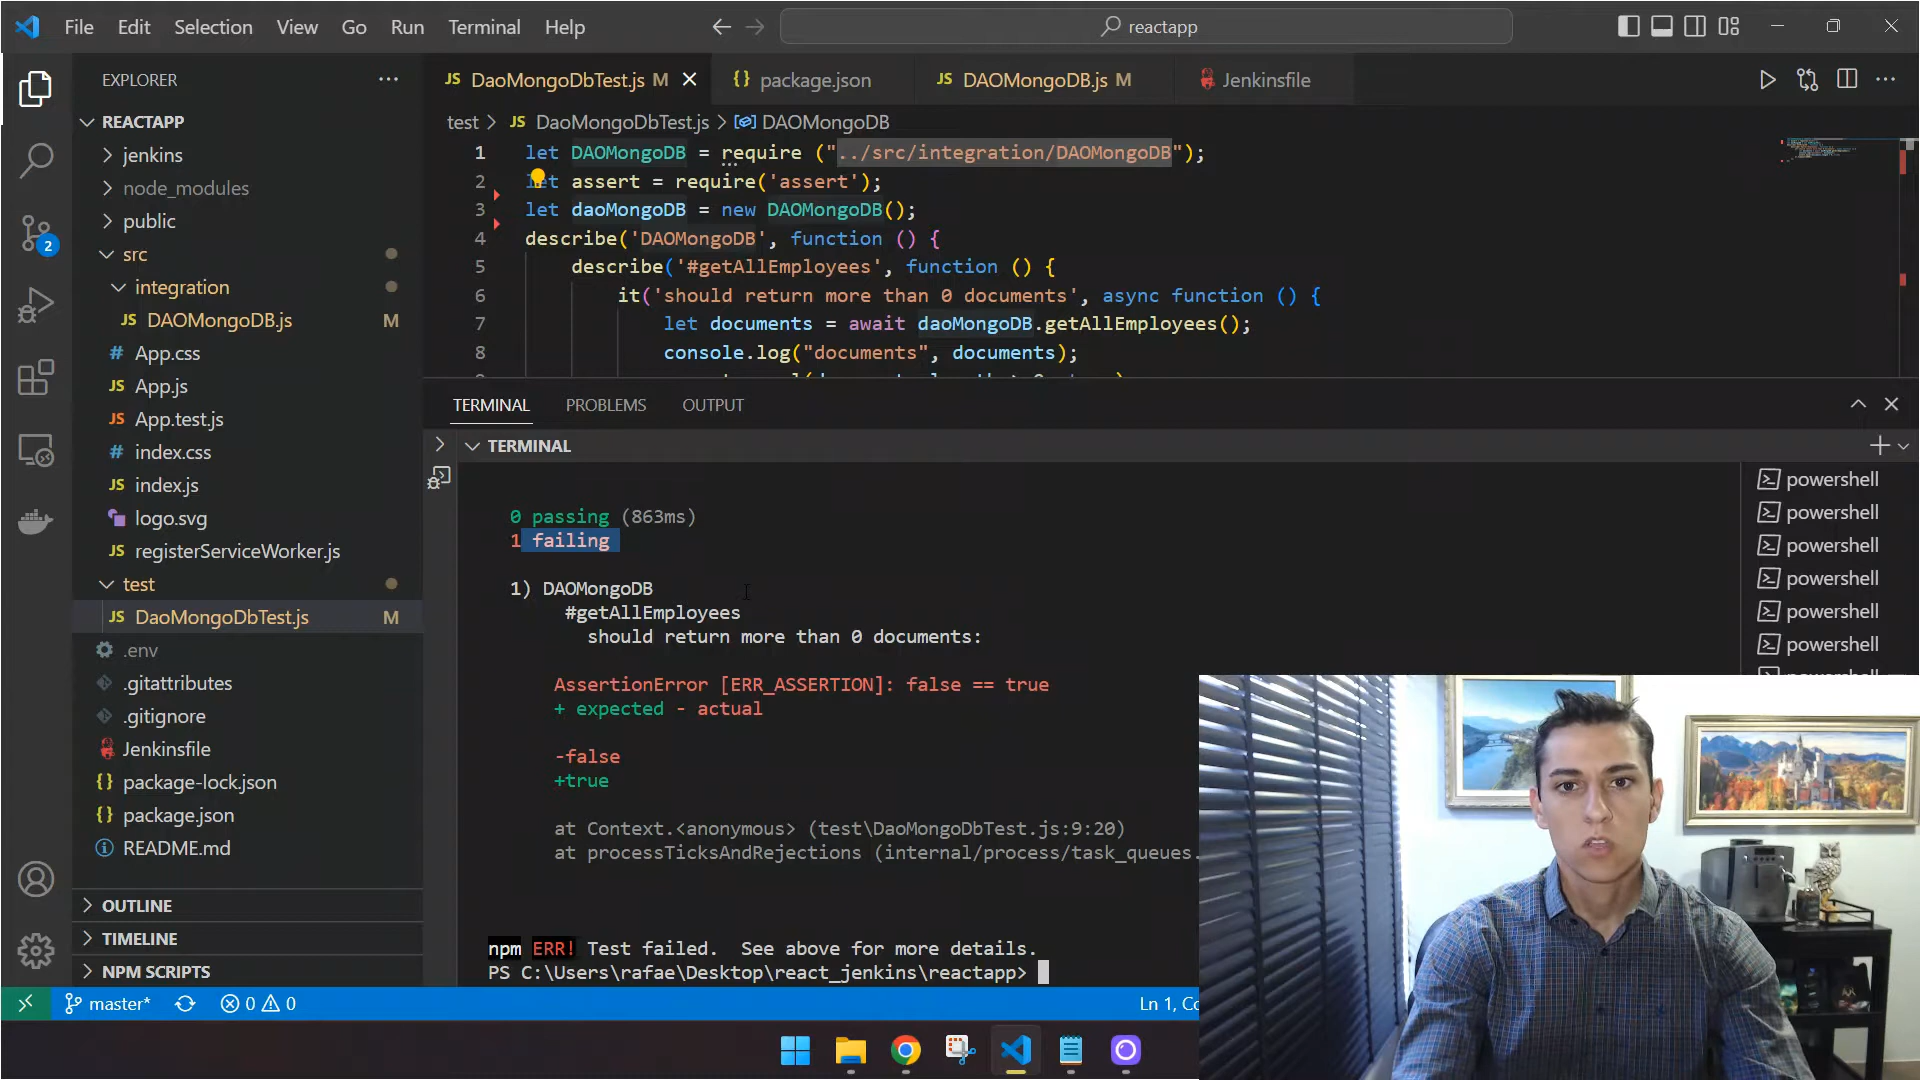 File Edit Selection View Go Run Terminal Help
reactapp
EXPLORER
DaoMongoDbTest.js M
package.json
DAOMongoDB.js M
Jenkinsfile
REACTAPP
jenkins
node_modules
public
src
integration
JS DAOMongoDB.js M
# App.css
JS App.js
JS App.test.js
# index.css
JS index.js
logo.svg
JS registerServiceWorker.js
test
JS DaoMongoDbTest.js M
.env
.gitattributes
.gitignore
Jenkinsfile
{} package-lock.json
{} package.json
README.md
OUTLINE
TIMELINE
NPM SCRIPTS
test > JS DaoMongoDbTest.js > DAOMongoDB
1 let DAOMongoDB = require ("../src/integration/DAOMongoDB");
2 let assert = require('assert');
3 let daoMongoDB = new DAOMongoDB();
4 describe('DAOMongoDB', function () {
5 describe('#getAllEmployees', function () {
6 it('should return more than 0 documents', async function () {
7 let documents = await daoMongoDB.getAllEmployees();
8 console.log("documents", documents);
TERMINAL PROBLEMS OUTPUT
TERMINAL
0 passing (863ms)
1 failing
1) DAOMongoDB
#getAllEmployees
should return more than 0 documents:
AssertionError [ERR_ASSERTION]: false == true
+ expected - actual
-false
+true
at Context.<anonymous> (test\DaoMongoDbTest.js:9:20)
at processTicksAndRejections (internal/process/task_queues.
npm ERR! Test failed.  See above for more details.
PS C:\Users\rafae\Desktop\react_jenkins\reactapp>
powershell
powershell
powershell
powershell
powershell
powershell
2
master*
0 0
Ln 1, Co